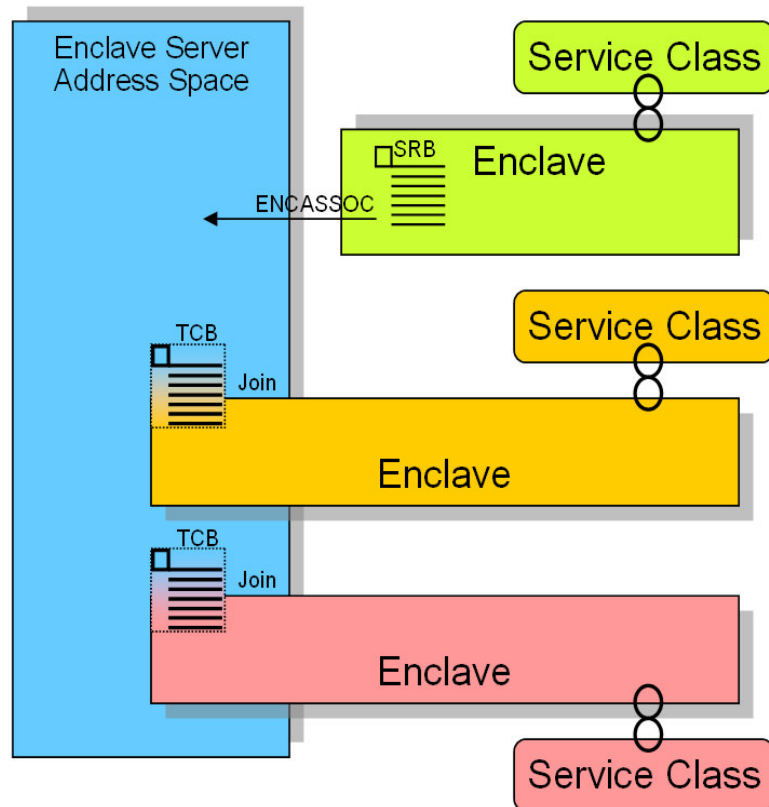 Enclave Server
Address Space
Service Class
SRB
Enclave
ENCASSOC
Service Class
TCB
Join
Enclave
TCB
Join
Enclave
Service Class